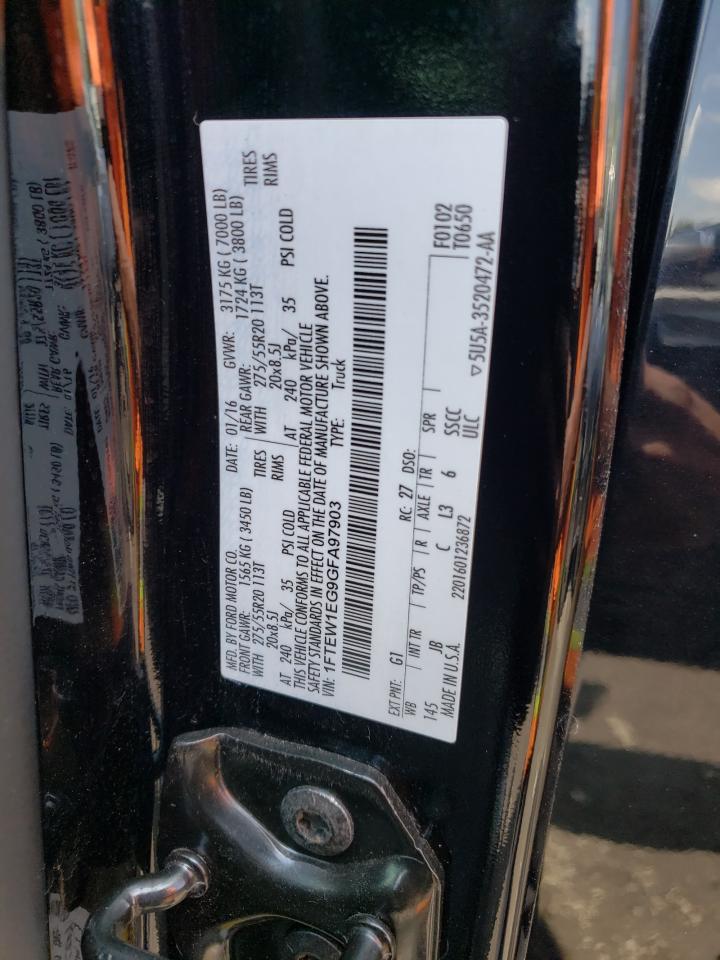 MFD. BY FORD MOTOR CO. DATE: 01/16 GVWR: 3175 KG ( 7000 LB)
FRONT GAWR: 1565 KG ( 3450 LB) REAR GAWR: 1724 KG ( 3800 LB)
WITH 275/55R20 113T TIRES WITH 275/55R20 113T TIRES
20x8.5J RIMS 20x8.5J RIMS
AT 240 kPa/ 35 PSI COLD AT 240 kPa/ 35 PSI COLD
THIS VEHICLE CONFORMS TO ALL APPLICABLE FEDERAL MOTOR VEHICLE
SAFETY STANDARDS IN EFFECT ON THE DATE OF MANUFACTURE SHOWN ABOVE.
VIN: 1FTEW1EG9GFA97903 TYPE: Truck
EXT PNT: G1 RC: 27 DSO: F0102
WB INT TR TP/PS R AXLE TR SPR T0650
145 JB C L3 6 SSCC
MADE IN U.S.A. 2201601236872 ULC ▽5U5A-3520472-AA